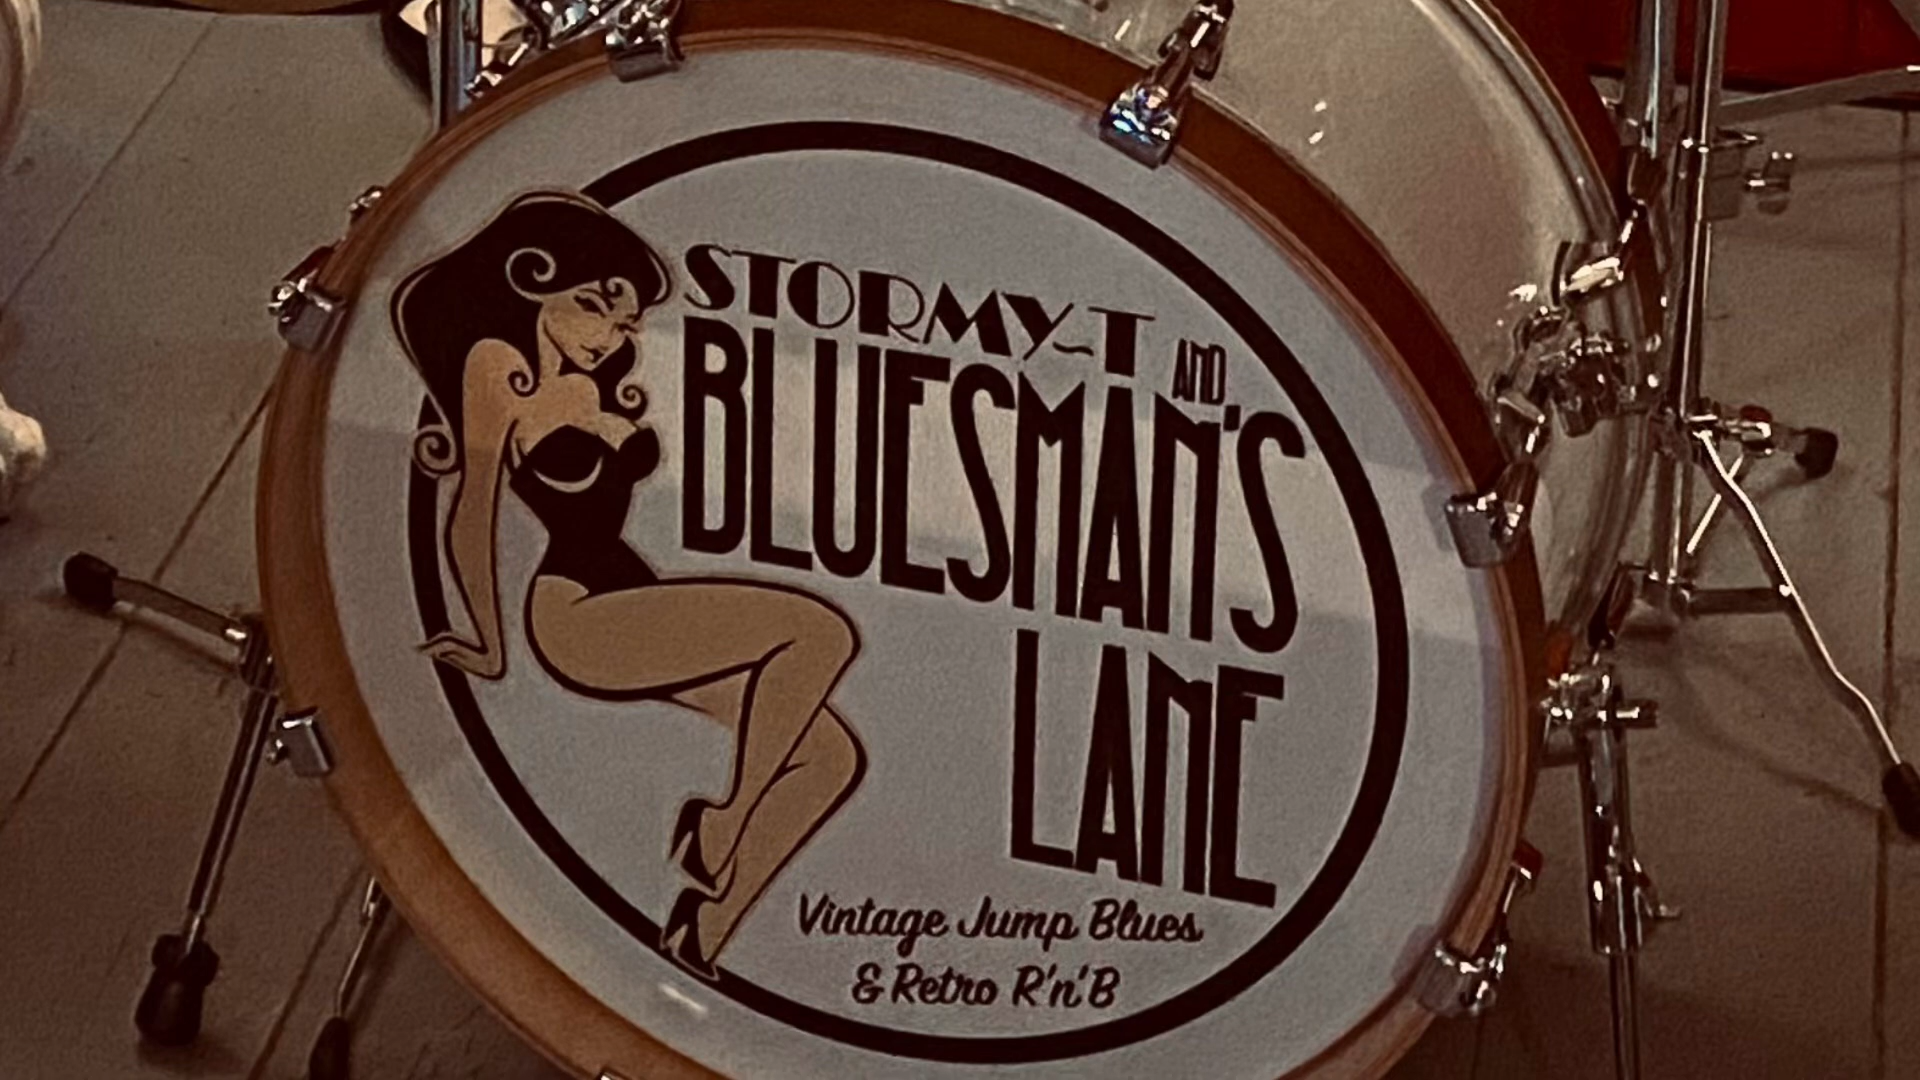 STORMY-T AND
BLUESMAN'S
LANE
Vintage Jump Blues
& Retro R'n'B